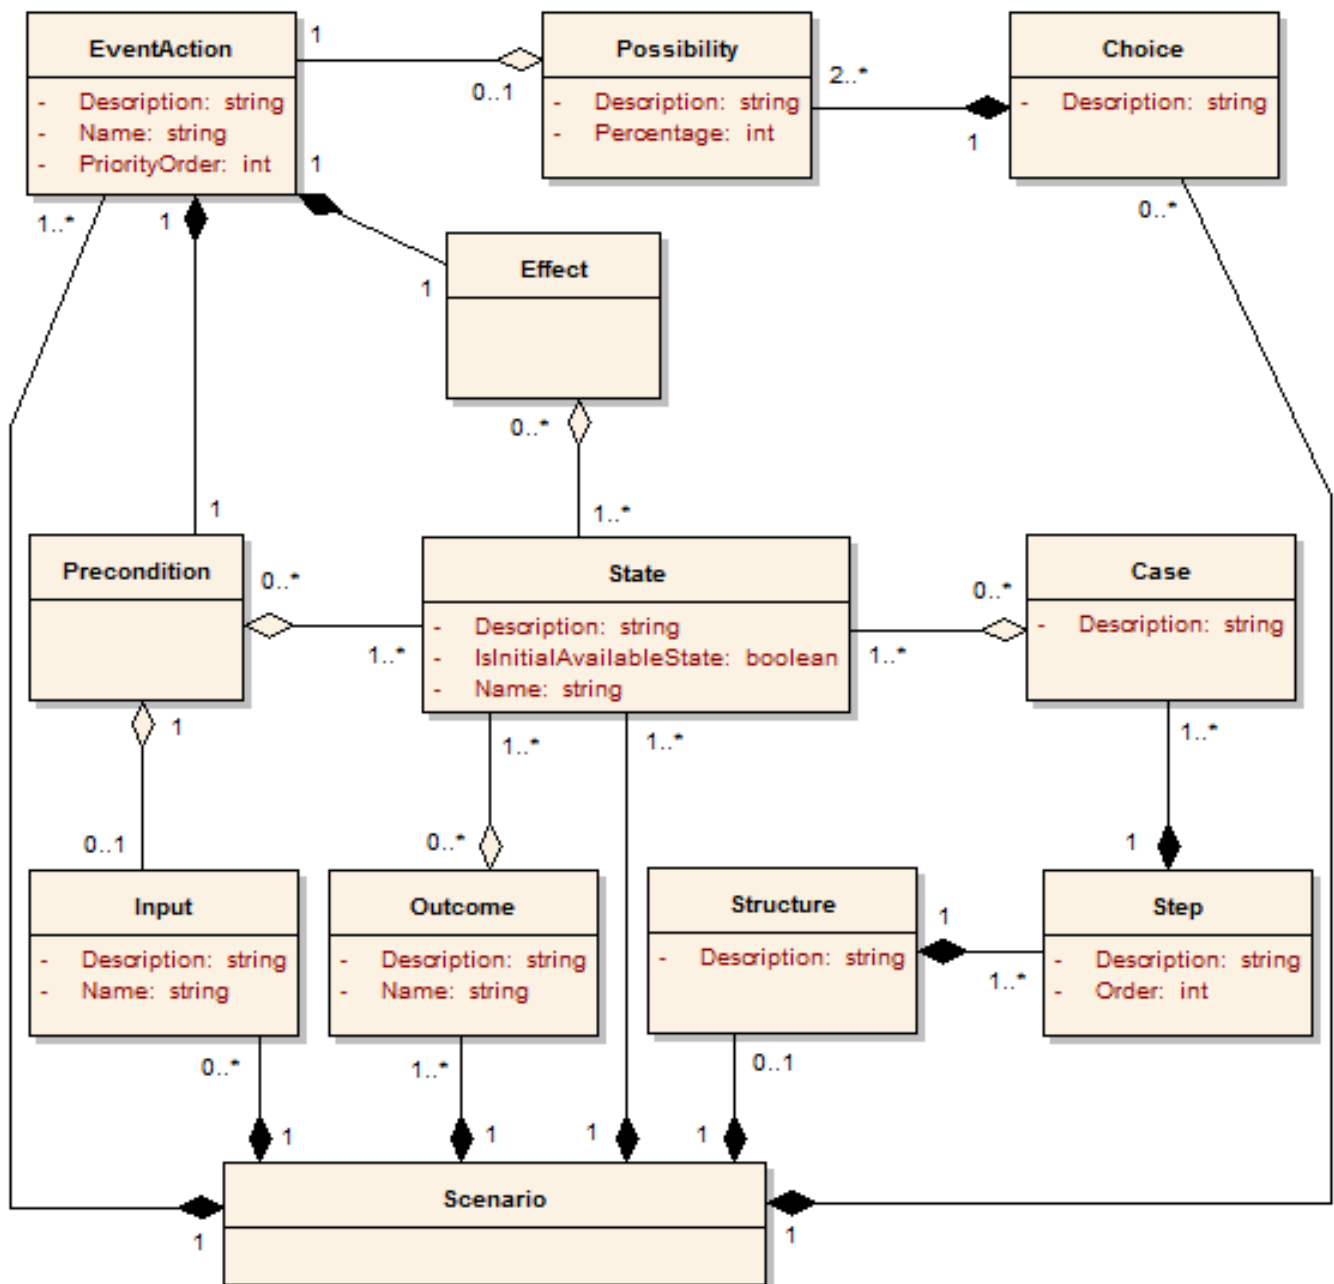 EventAction
- Description: string
- Name: string
- PriorityOrder: int
1
0..1
Possibility
- Description: string
- Percentage: int
2..*
1
Choice
- Description: string
1..*
1
1
0..*
Effect
1
0..*
1
1..*
Precondition
0..*
1..*
State
- Description: string
- IsInitialAvailableState: boolean
- Name: string
0..*
1..*
Case
- Description: string
1
1..*
1..*
1..*
0..1
0..*
1
Input
- Description: string
- Name: string
Outcome
- Description: string
- Name: string
Structure
- Description: string
1
1..*
Step
- Description: string
- Order: int
0..*
1..*
0..1
1
1
1
1
Scenario
1
1